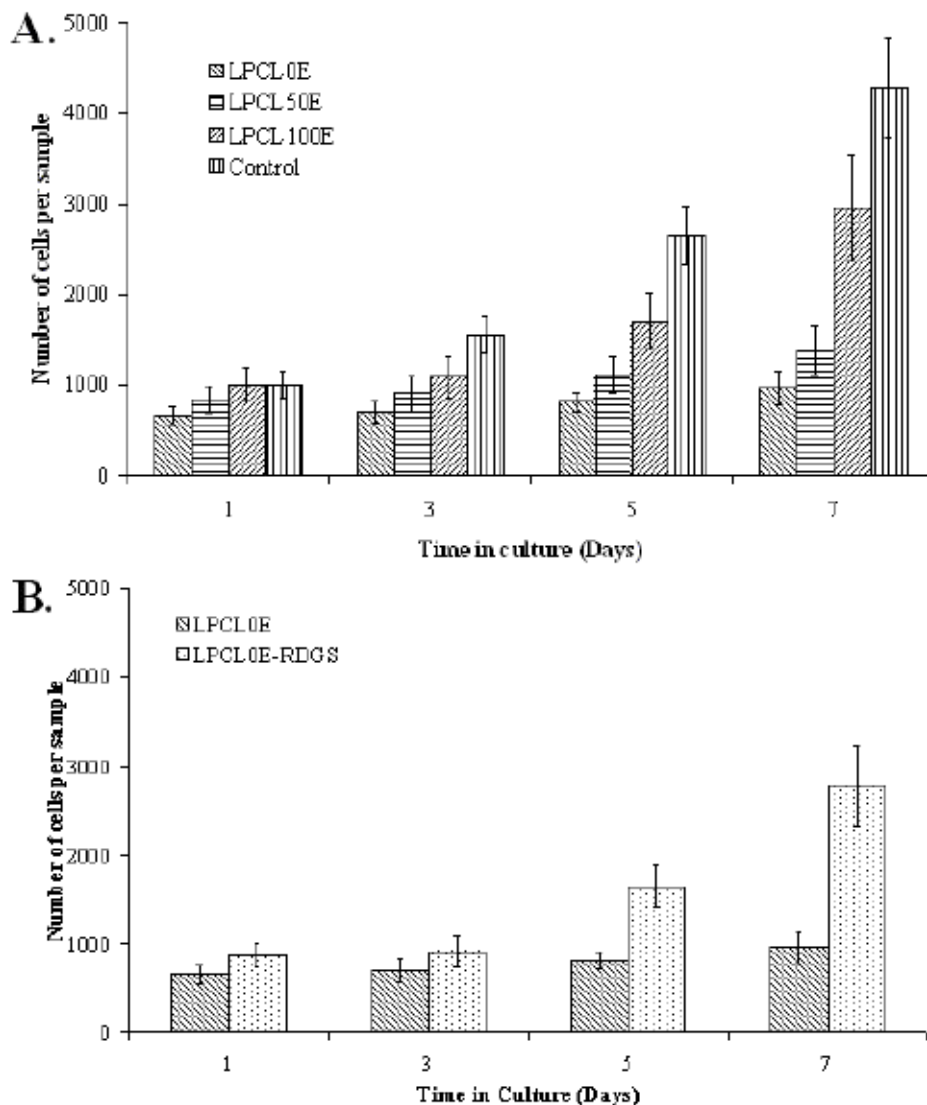 A.
5000
4000
3000
2000
1000
0
LPCL0E
LPCL50E
LPCL100E
Control
Number of cells per sample
1 3 5 7
Time in culture (Days)
B.
5000
4000
3000
2000
1000
0
LPCL0E
LPCL0E-RDGS
Number of cells per sample
1 3 5 7
Time in Culture (Days)